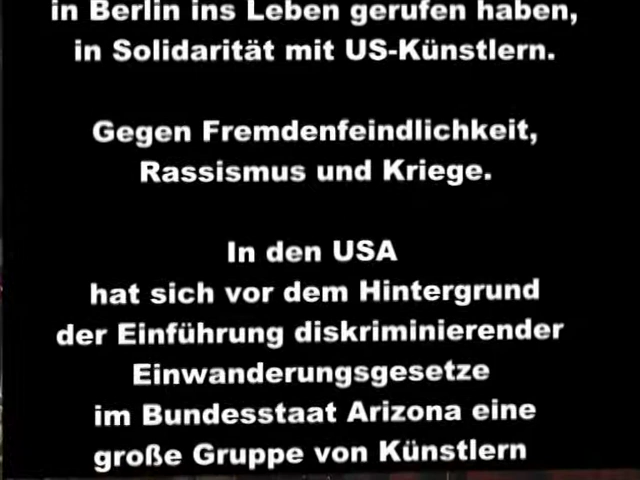 in Berlin ins Leben gerufen haben,
in Solidarität mit US-Künstlern.
Gegen Fremdenfeindlichkeit,
Rassismus und Kriege.
In den USA
hat sich vor dem Hintergrund
der Einführung diskriminierender
Einwanderungsgesetze
im Bundesstaat Arizona eine
große Gruppe von Künstlern